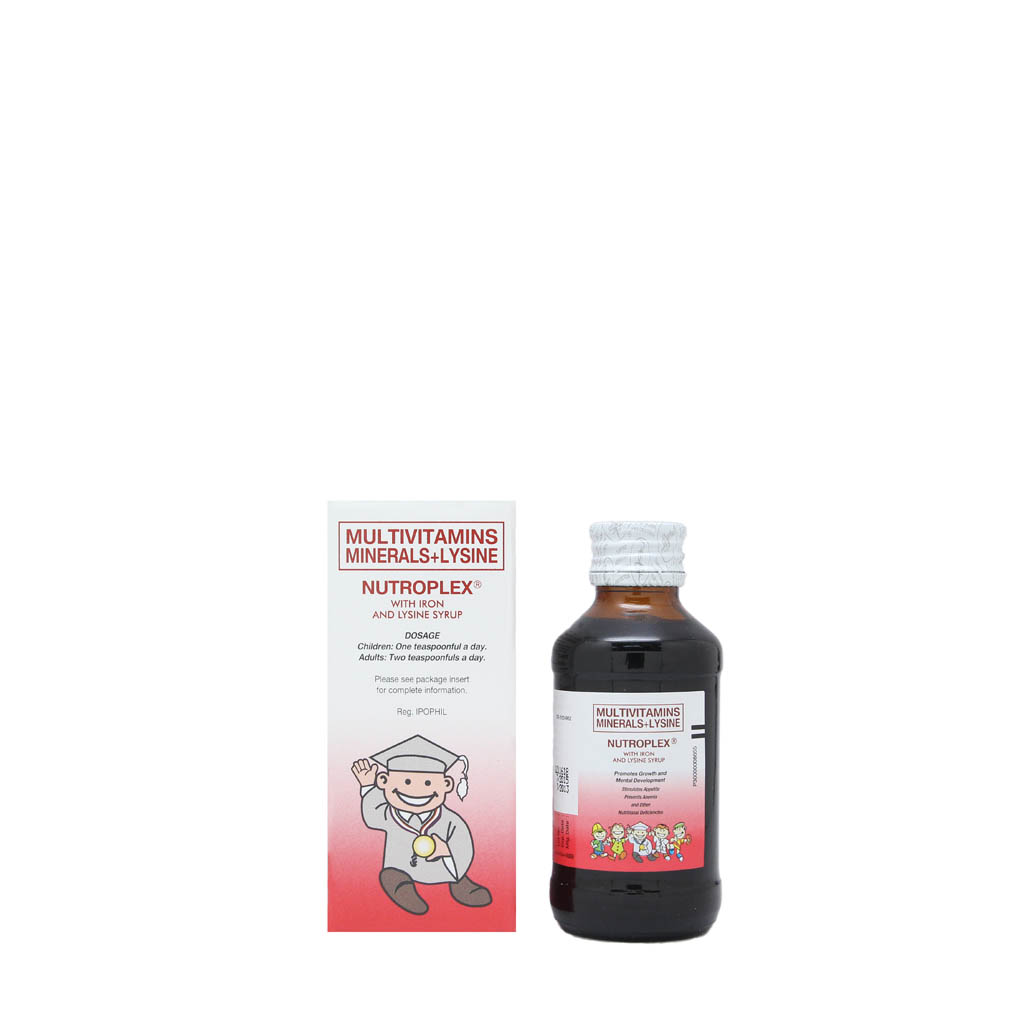 MULTIVITAMINS
MINERALS+LYSINE
NUTROPLEX®
WITH IRON
AND LYSINE SYRUP
DOSAGE
Children: One teaspoonful a day.
Adults: Two teaspoonfuls a day.
Please see package insert
for complete information.
Reg. IPOPHIL
MULTIVITAMINS
MINERALS+LYSINE
NUTROPLEX®
WITH IRON
AND LYSINE SYRUP
Promotes Growth and
Mental Development
Stimulates Appetite
Prevents Anemia
and Other
Nutritional Deficiencies